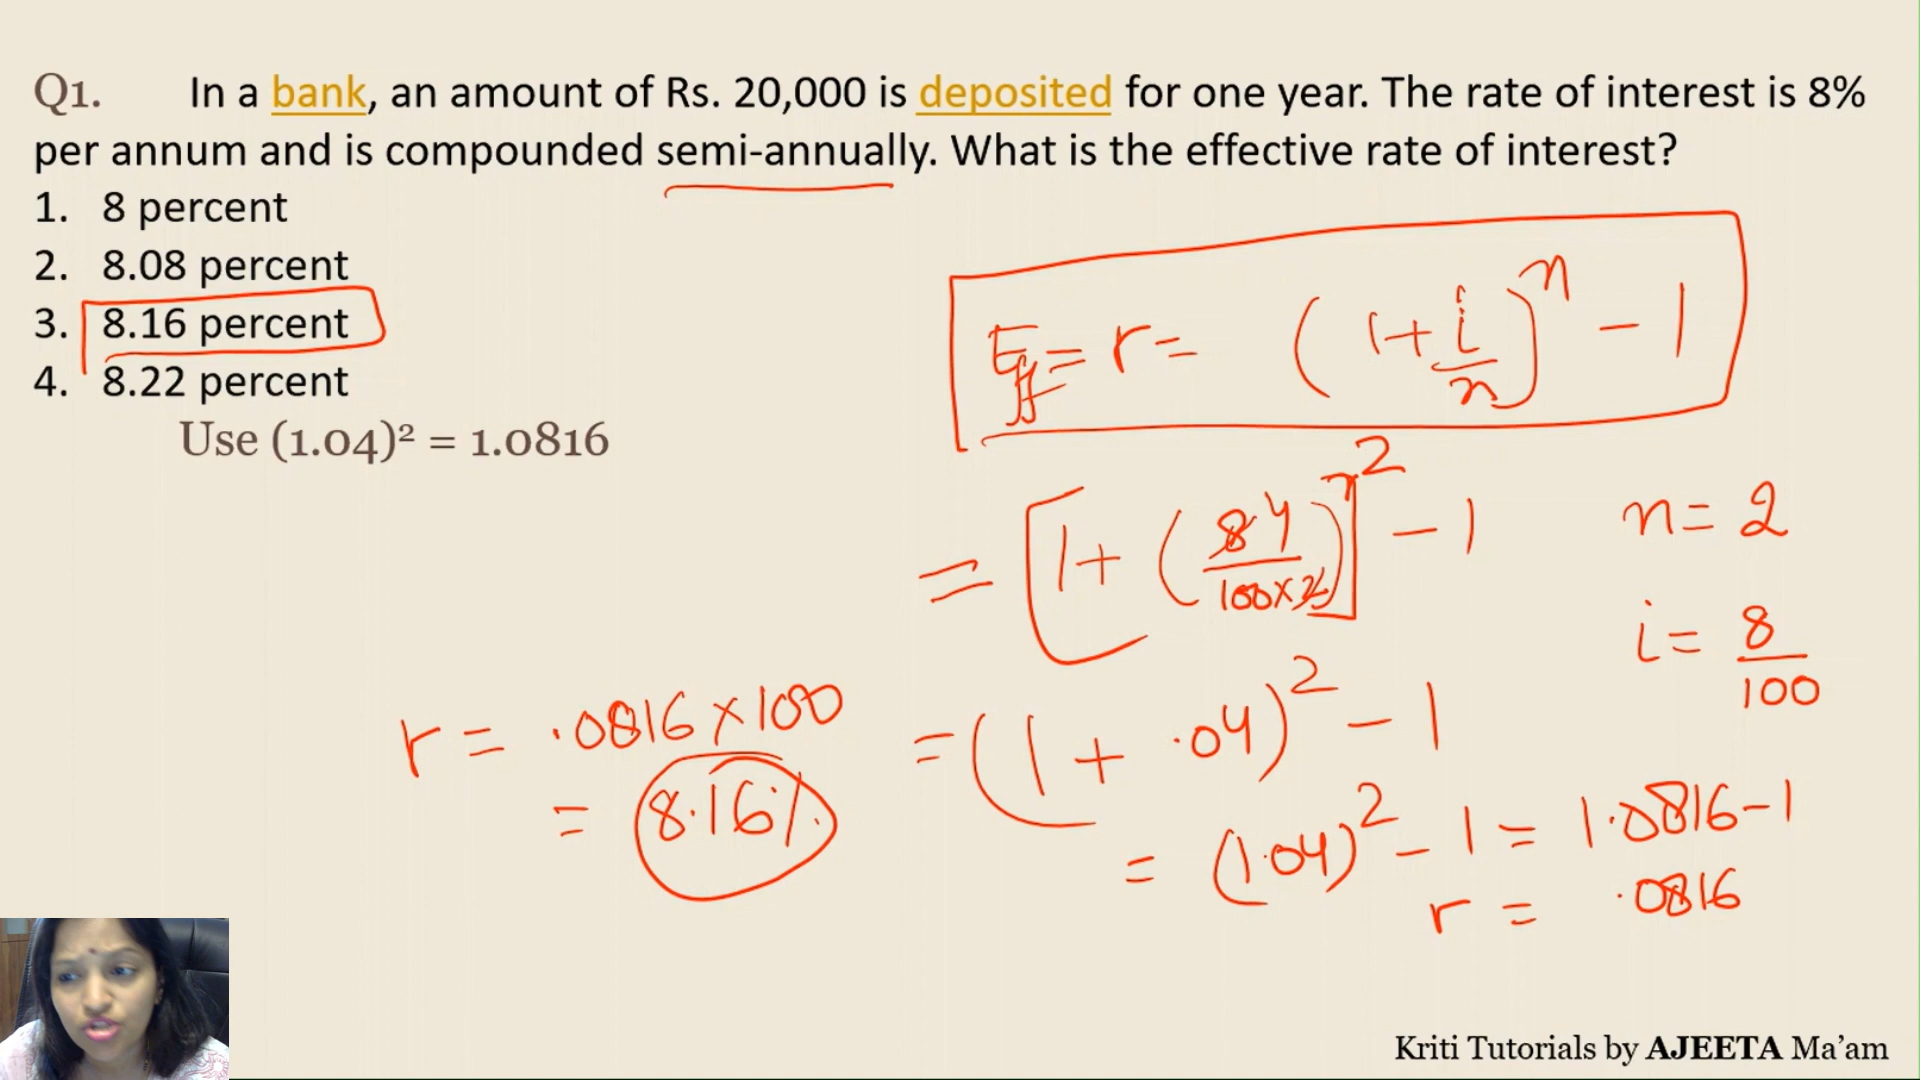 Q1. In a bank, an amount of Rs. 20,000 is deposited for one year. The rate of interest is 8%
per annum and is compounded semi-annually. What is the effective rate of interest?
1. 8 percent
2. 8.08 percent
3. 8.16 percent
4. 8.22 percent
Use (1.04)² = 1.0816
Eff = r = (1 + i/n)^n - 1
= [1 + (84/100×2)]^2 - 1
n = 2
i = 8/100
= (1 + .04)^2 - 1
= (1.04)^2 - 1 = 1.0816 - 1
r = .0816
r = .0816 × 100
= 8.16%
Kriti Tutorials by AJEETA Ma’am